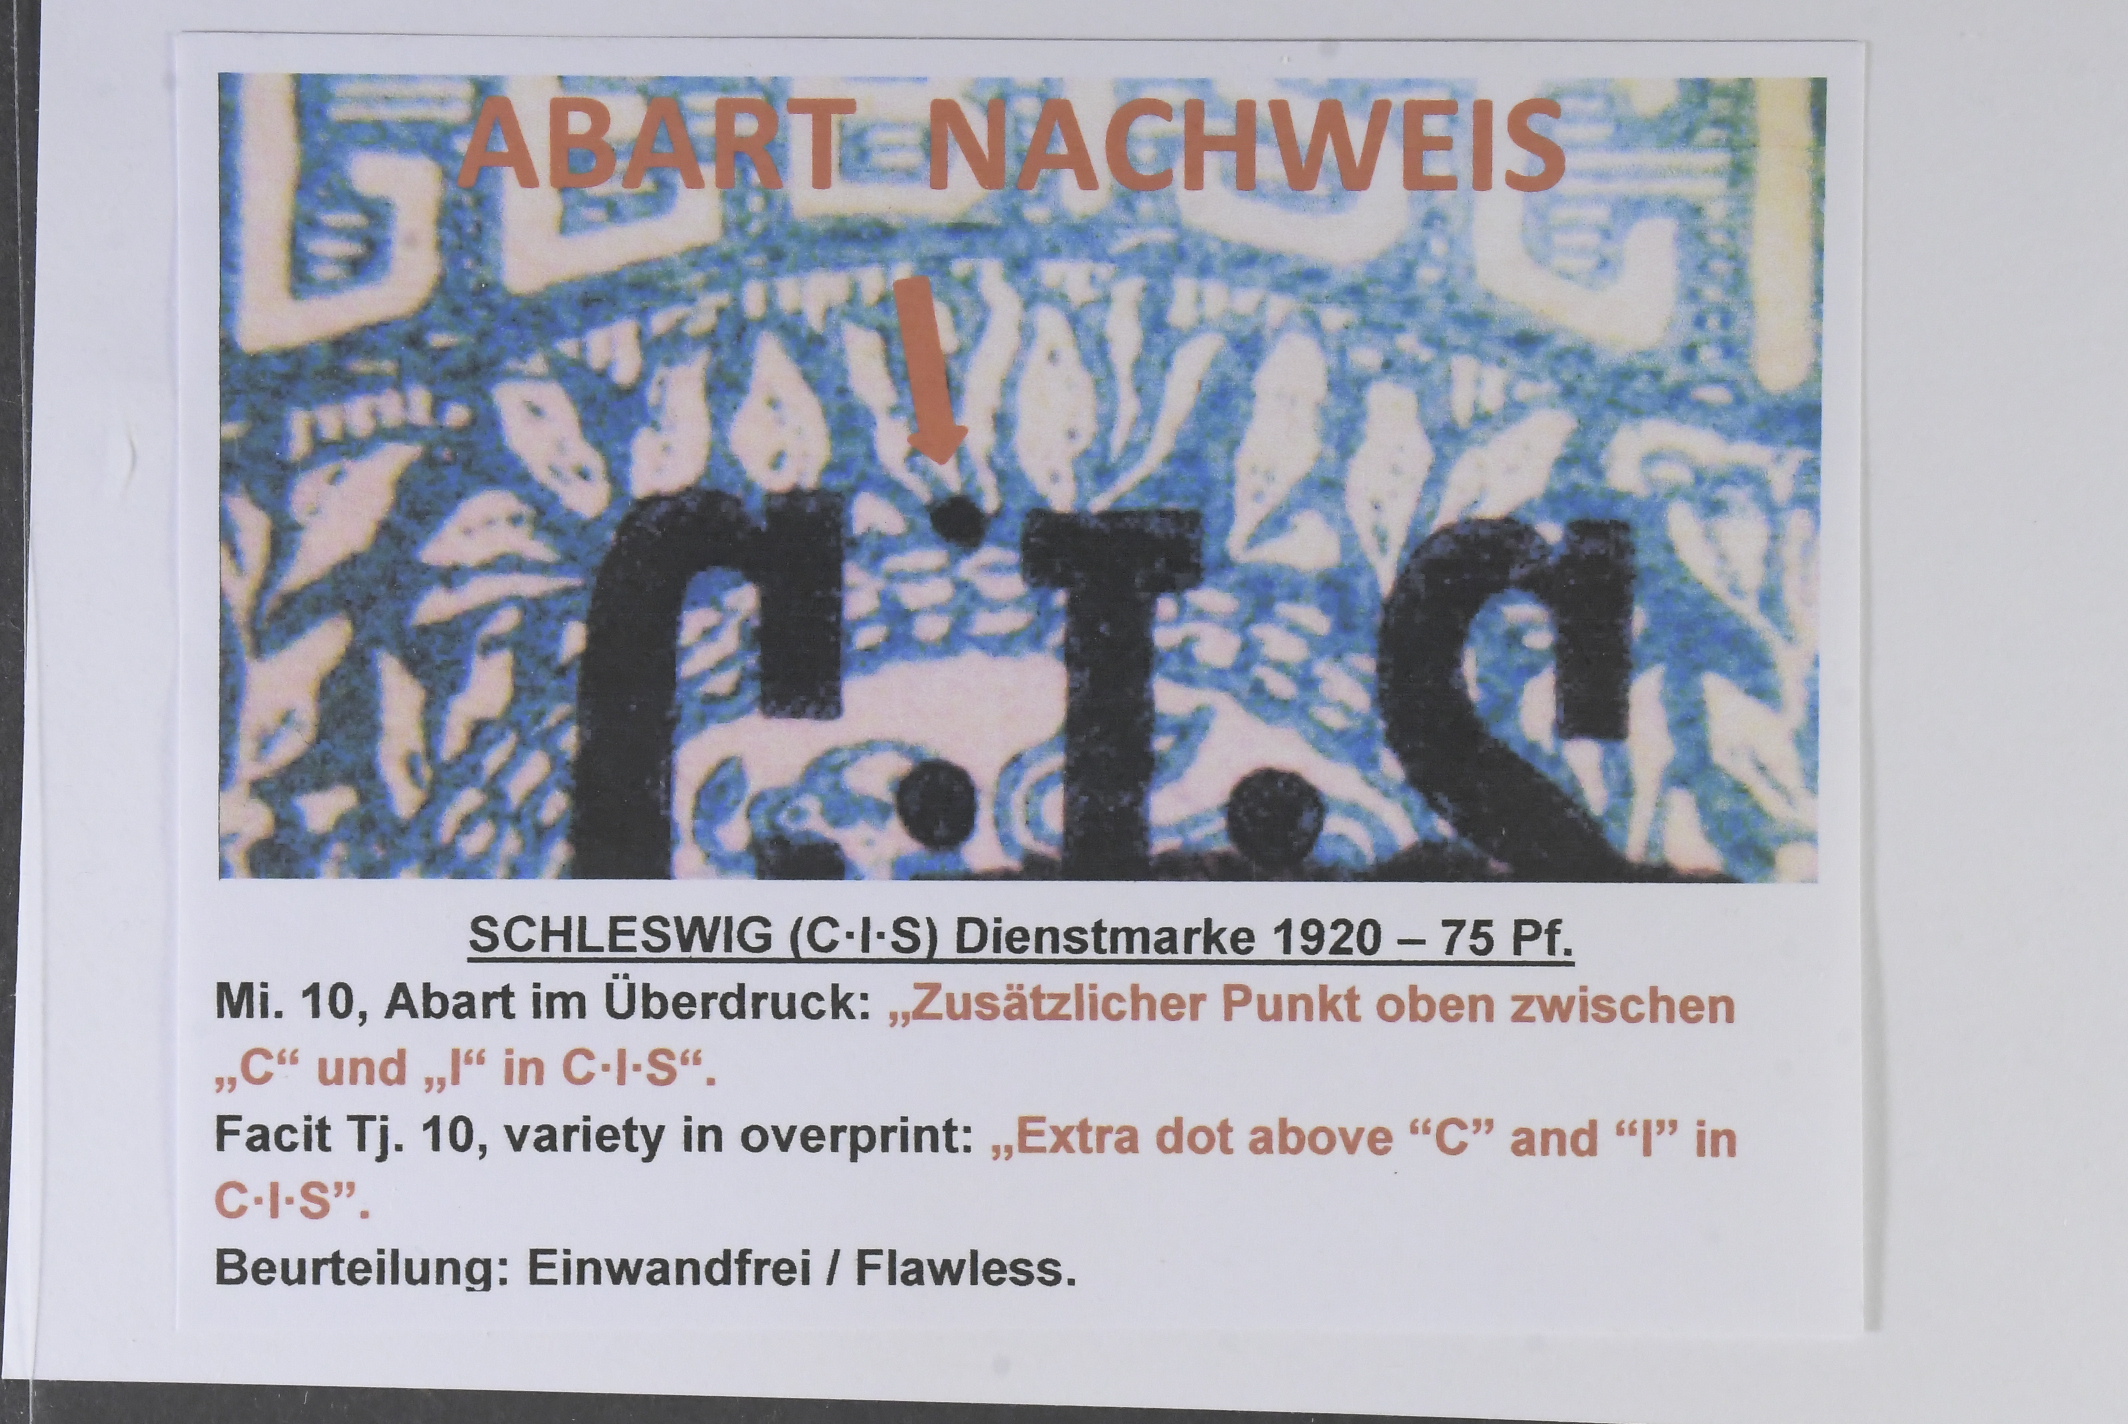 ABART NACHWEIS
C.I.S
SCHLESWIG (C·I·S) Dienstmarke 1920 – 75 Pf.
Mi. 10, Abart im Überdruck: „Zusätzlicher Punkt oben zwischen
„C“ und „I“ in C·I·S“.
Facit Tj. 10, variety in overprint: „Extra dot above “C” and “I” in
C·I·S”.
Beurteilung: Einwandfrei / Flawless.